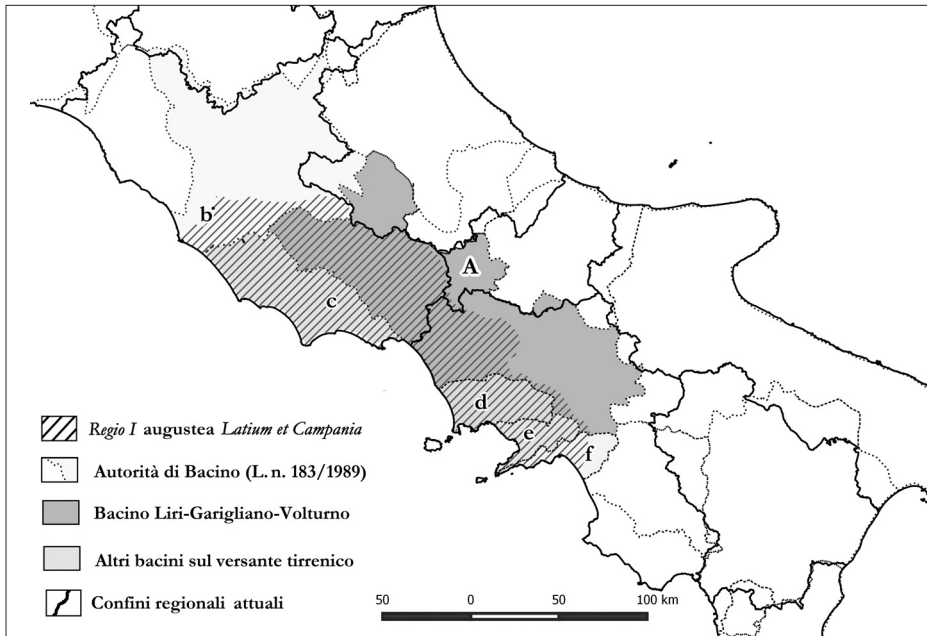 b
A
c
d
e
f
Regio I augustea Latium et Campania
Autorità di Bacino (L. n. 183/1989)
Bacino Liri-Garigliano-Volturno
Altri bacini sul versante tirrenico
Confini regionali attuali
50 0 50 100 km